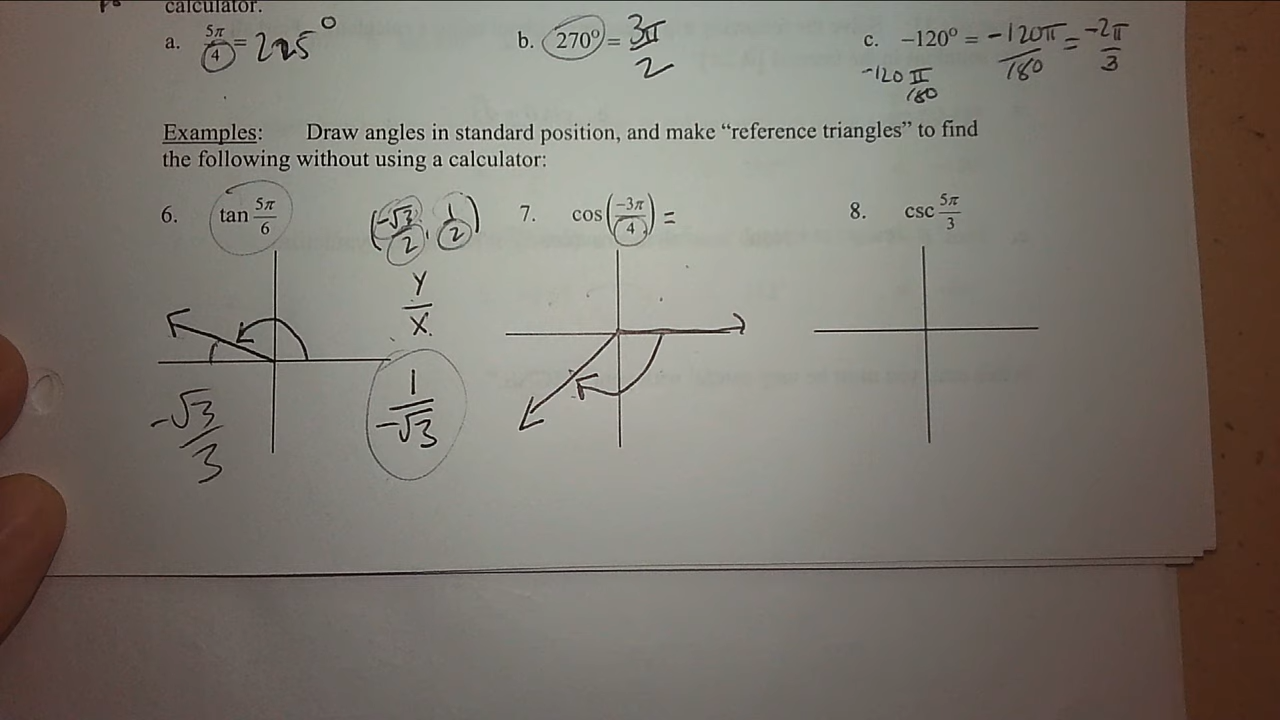 calculator.
a. 5π/4 = 225°
b. 270° = 3π/2
c. -120° = -120π/180 = -2π/3
-120 π/180
Examples: Draw angles in standard position, and make “reference triangles” to find
the following without using a calculator:
6. tan 5π/6
(-√3/2, 1/2)
7. cos(-3π/4) =
8. csc 5π/3
Y/X
1/-√3
-√3/3